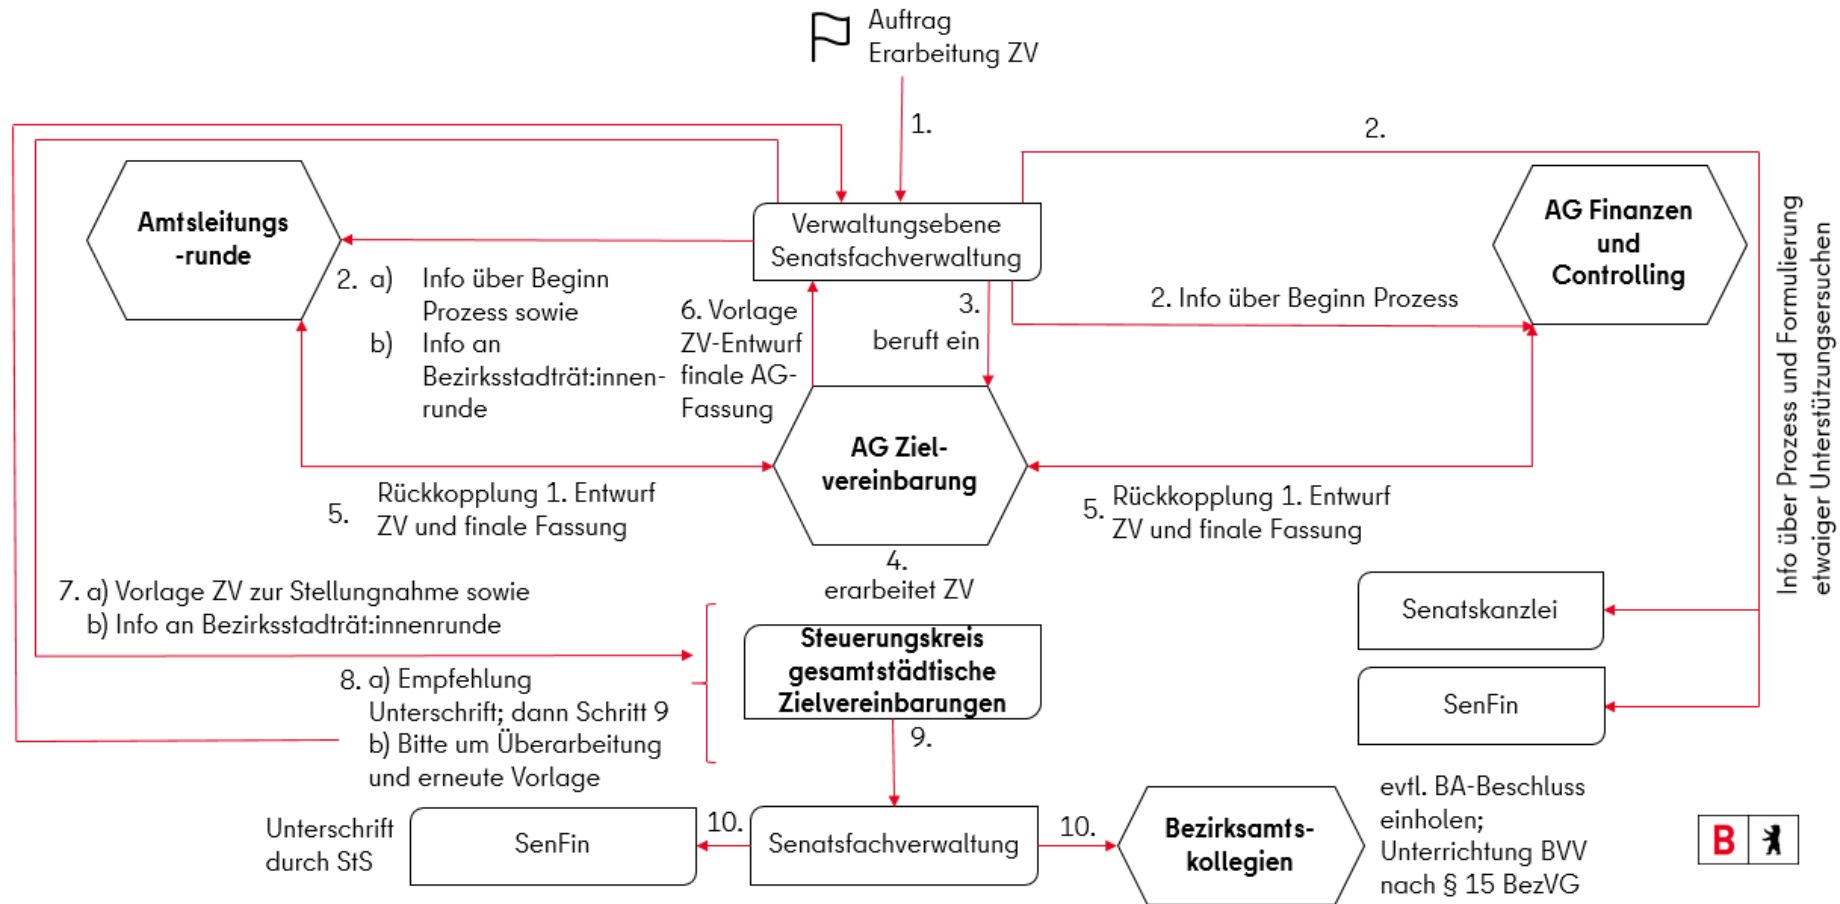 Auftrag
Erarbeitung ZV
1.
2.
Amtsleitungs
-runde
Verwaltungsebene
Senatsfachverwaltung
AG Finanzen
und
Controlling
Info über Prozess und Formulierung
etwaiger Unterstützungsersuchen
2. a) Info über Beginn
Prozess sowie
b) Info an
Bezirksstadträt:innen-
runde
6. Vorlage
ZV-Entwurf
finale AG-
Fassung
3.
beruft ein
2. Info über Beginn Prozess
AG Ziel-
vereinbarung
5. Rückkopplung 1. Entwurf
ZV und finale Fassung
5. Rückkopplung 1. Entwurf
ZV und finale Fassung
4.
erarbeitet ZV
7. a) Vorlage ZV zur Stellungnahme sowie
b) Info an Bezirksstadträt:innenrunde
Steuerungskreis
gesamtstädtische
Zielvereinbarungen
Senatskanzlei
SenFin
8. a) Empfehlung
Unterschrift; dann Schritt 9
b) Bitte um Überarbeitung
und erneute Vorlage
9.
Unterschrift
durch StS
SenFin
10.
Senatsfachverwaltung
10.
Bezirksamts-
kollegien
evtl. BA-Beschluss
einholen;
Unterrichtung BVV
nach § 15 BezVG
B